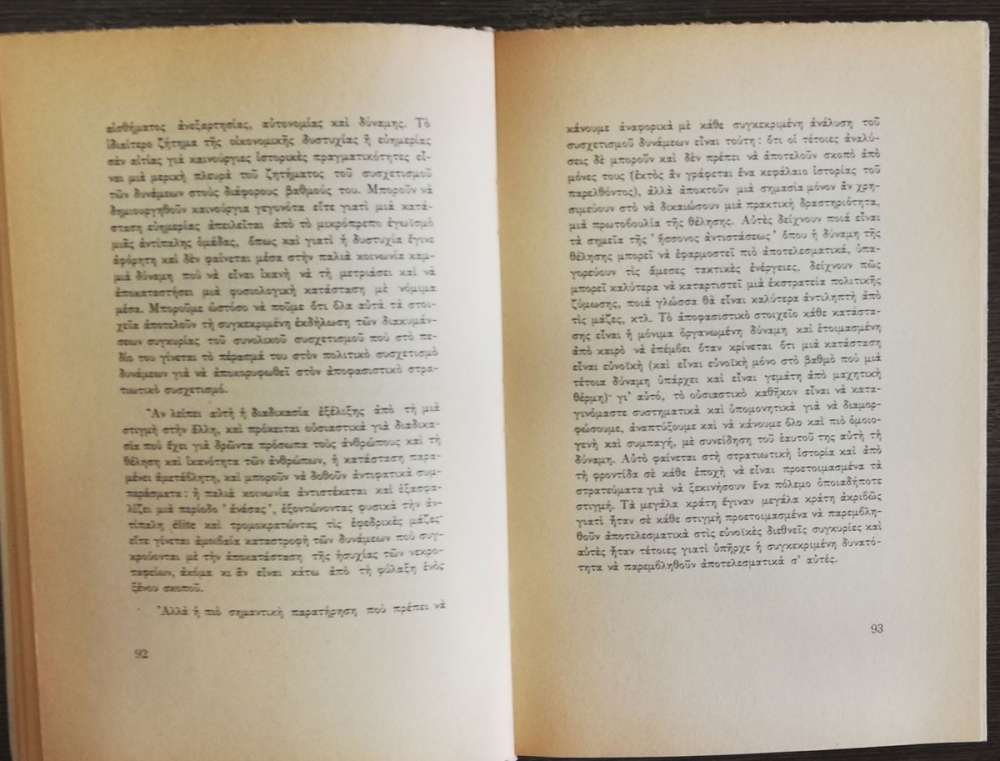 αἰσθήματος ἀνεξαρτησίας, αὐτονομίας καὶ δύναμης. Τὸ
ἰδιαίτερο ζήτημα τῆς οἰκονομικῆς δυστυχίας ἢ εὐημερίας
σὰν αἰτίας γιὰ καινούργιες ἱστορικὲς πραγματικότητες εἶ-
ναι μιὰ μερικὴ πλευρὰ τοῦ ζητήματος τοῦ συσχετισμοῦ
τῶν δυνάμεων στοὺς διάφορους βαθμούς του. Μποροῦν νὰ
δημιουργηθοῦν καινούργια γεγονότα εἴτε γιατὶ μιὰ κατά-
σταση εὐημερίας ἀπειλεῖται ἀπὸ τὸ μικρόπρεπο ἐγωϊσμὸ
μιᾶς ἀντίπαλης ὁμάδας, ὅπως καὶ γιατὶ ἡ δυστυχία ἔγινε
ἀφόρητη καὶ δὲν φαίνεται μέσα στὴν παλιὰ κοινωνία καμ-
μιὰ δύναμη ποὺ νὰ εἶναι ἱκανὴ νὰ τὴ μετριάσει καὶ νὰ
ἀποκαταστήσει μιὰ φυσιολογικὴ κατάσταση μὲ νόμιμα
μέσα. Μποροῦμε ὡστόσο νὰ ποῦμε ὅτι ὅλα αὐτὰ τὰ στοι-
χεῖα ἀποτελοῦν τὴ συγκεκριμένη ἐκδήλωση τῶν διακυμάν-
σεων συγκυρίας τοῦ συνολικοῦ συσχετισμοῦ ποὺ στὸ πε-
δίο του γίνεται τὸ πέρασμά του στὸν πολιτικὸ συσχετισμὸ
δυνάμεων γιὰ νὰ ἀποκορυφωθεῖ στὸν ἀποφασιστικὸ στρα-
τιωτικὸ συσχετισμό.
Ἂν λείπει αὐτὴ ἡ διαδικασία ἐξέλιξης ἀπὸ τὴ μιὰ
στιγμὴ στὴν ἄλλη, καὶ πρόκειται οὐσιαστικὰ γιὰ διαδικα-
σία ποὺ ἔχει γιὰ δρῶντα πρόσωπα τοὺς ἀνθρώπους καὶ τὴ
θέληση καὶ ἱκανότητα τῶν ἀνθρώπων, ἡ κατάσταση παρα-
μένει ἀμετάβλητη, καὶ μποροῦν νὰ δοθοῦν ἀντιφατικὰ συμ-
περάσματα: ἡ παλιὰ κοινωνία ἀντιστέκεται καὶ ἐξασφα-
λίζει μιὰ περίοδο ‘ἀνάσας’, ἐξοντώνοντας φυσικὰ τὴν ἀν-
τίπαλη élite καὶ τρομοκρατώντας τὶς ἐφεδρικὲς μάζες·
εἴτε γίνεται ἀμοιβαία καταστροφὴ τῶν δυνάμεων ποὺ συγ-
κρούονται μὲ τὴν ἀποκατάσταση τῆς ἡσυχίας τῶν νεκρο-
ταφείων, ἀκόμα κι ἂν εἶναι κάτω ἀπὸ τὴ φύλαξη ἑνὸς
ξένου σκοποῦ.
Ἀλλὰ ἡ πιὸ σημαντικὴ παρατήρηση ποὺ πρέπει νὰ
92
κάνουμε ἀναφορικὰ μὲ κάθε συγκεκριμένη ἀνάλυση τοῦ
συσχετισμοῦ δυνάμεων εἶναι τούτη: ὅτι οἱ τέτοιες ἀναλύ-
σεις δὲ μποροῦν καὶ δὲν πρέπει νὰ ἀποτελοῦν σκοπὸ ἀπὸ
μόνες τους (ἐκτὸς ἂν γράφεται ἕνα κεφάλαιο ἱστορίας τοῦ
παρελθόντος), ἀλλὰ ἀποκτοῦν μιὰ σημασία μόνον ἂν χρη-
σιμεύουν στὸ νὰ δικαιώσουν μιὰ πρακτικὴ δραστηριότητα,
μιὰ πρωτοβουλία τῆς θέλησης. Αὐτὲς δείχνουν ποιὰ εἶναι
τὰ σημεῖα τῆς ‘ἥσσονος ἀντιστάσεως’ ὅπου ἡ δύναμη τῆς
θέλησης μπορεῖ νὰ ἐφαρμοστεῖ πιὸ ἀποτελεσματικά, ὑπα-
γορεύουν τὶς ἄμεσες τακτικὲς ἐνέργειες, δείχνουν πῶς
μπορεῖ καλύτερα νὰ καταρτιστεῖ μιὰ ἐκστρατεία πολιτικῆς
ζύμωσης, ποιὰ γλώσσα θὰ εἶναι καλύτερα ἀντιληπτὴ ἀπὸ
τὶς μάζες, κτλ. Τὸ ἀποφασιστικὸ στοιχεῖο κάθε κατάστα-
σης εἶναι ἡ μόνιμα ὀργανωμένη δύναμη καὶ ἑτοιμασμένη
ἀπὸ καιρὸ νὰ ἐπέμβει ὅταν κρίνεται ὅτι μιὰ κατάσταση
εἶναι εὐνοϊκὴ (καὶ εἶναι εὐνοϊκὴ μόνο στὸ βαθμὸ ποὺ μιὰ
τέτοια δύναμη ὑπάρχει καὶ εἶναι γεμάτη ἀπὸ μαχητικὴ
θέρμη)· γι’ αὐτό, τὸ οὐσιαστικὸ καθῆκον εἶναι νὰ κατα-
γινόμαστε συστηματικὰ καὶ ὑπομονητικὰ γιὰ νὰ διαμορ-
φώσουμε, ἀναπτύξουμε καὶ νὰ κάνουμε ὅλο καὶ πιὸ ὁμοιο-
γενὴ καὶ συμπαγή, μὲ συνείδηση τοῦ ἑαυτοῦ της αὐτὴ τὴ
δύναμη. Αὐτὸ φαίνεται στὴ στρατιωτικὴ ἱστορία καὶ ἀπὸ
τὴ φροντίδα σὲ κάθε ἐποχὴ νὰ εἶναι προετοιμασμένα τὰ
στρατεύματα γιὰ νὰ ξεκινήσουν ἕνα πόλεμο ὁποιαδήποτε
στιγμή. Τὰ μεγάλα κράτη ἔγιναν μεγάλα κράτη ἀκριβῶς
γιατὶ ἦταν σὲ κάθε στιγμὴ προετοιμασμένα νὰ παρεμβλη-
θοῦν ἀποτελεσματικὰ στὶς εὐνοϊκὲς διεθνεῖς συγκυρίες καὶ
αὐτὲς ἦταν τέτοιες γιατὶ ὑπῆρχε ἡ συγκεκριμένη δυνατό-
τητα νὰ παρεμβληθοῦν ἀποτελεσματικὰ σ’ αὐτές.
93